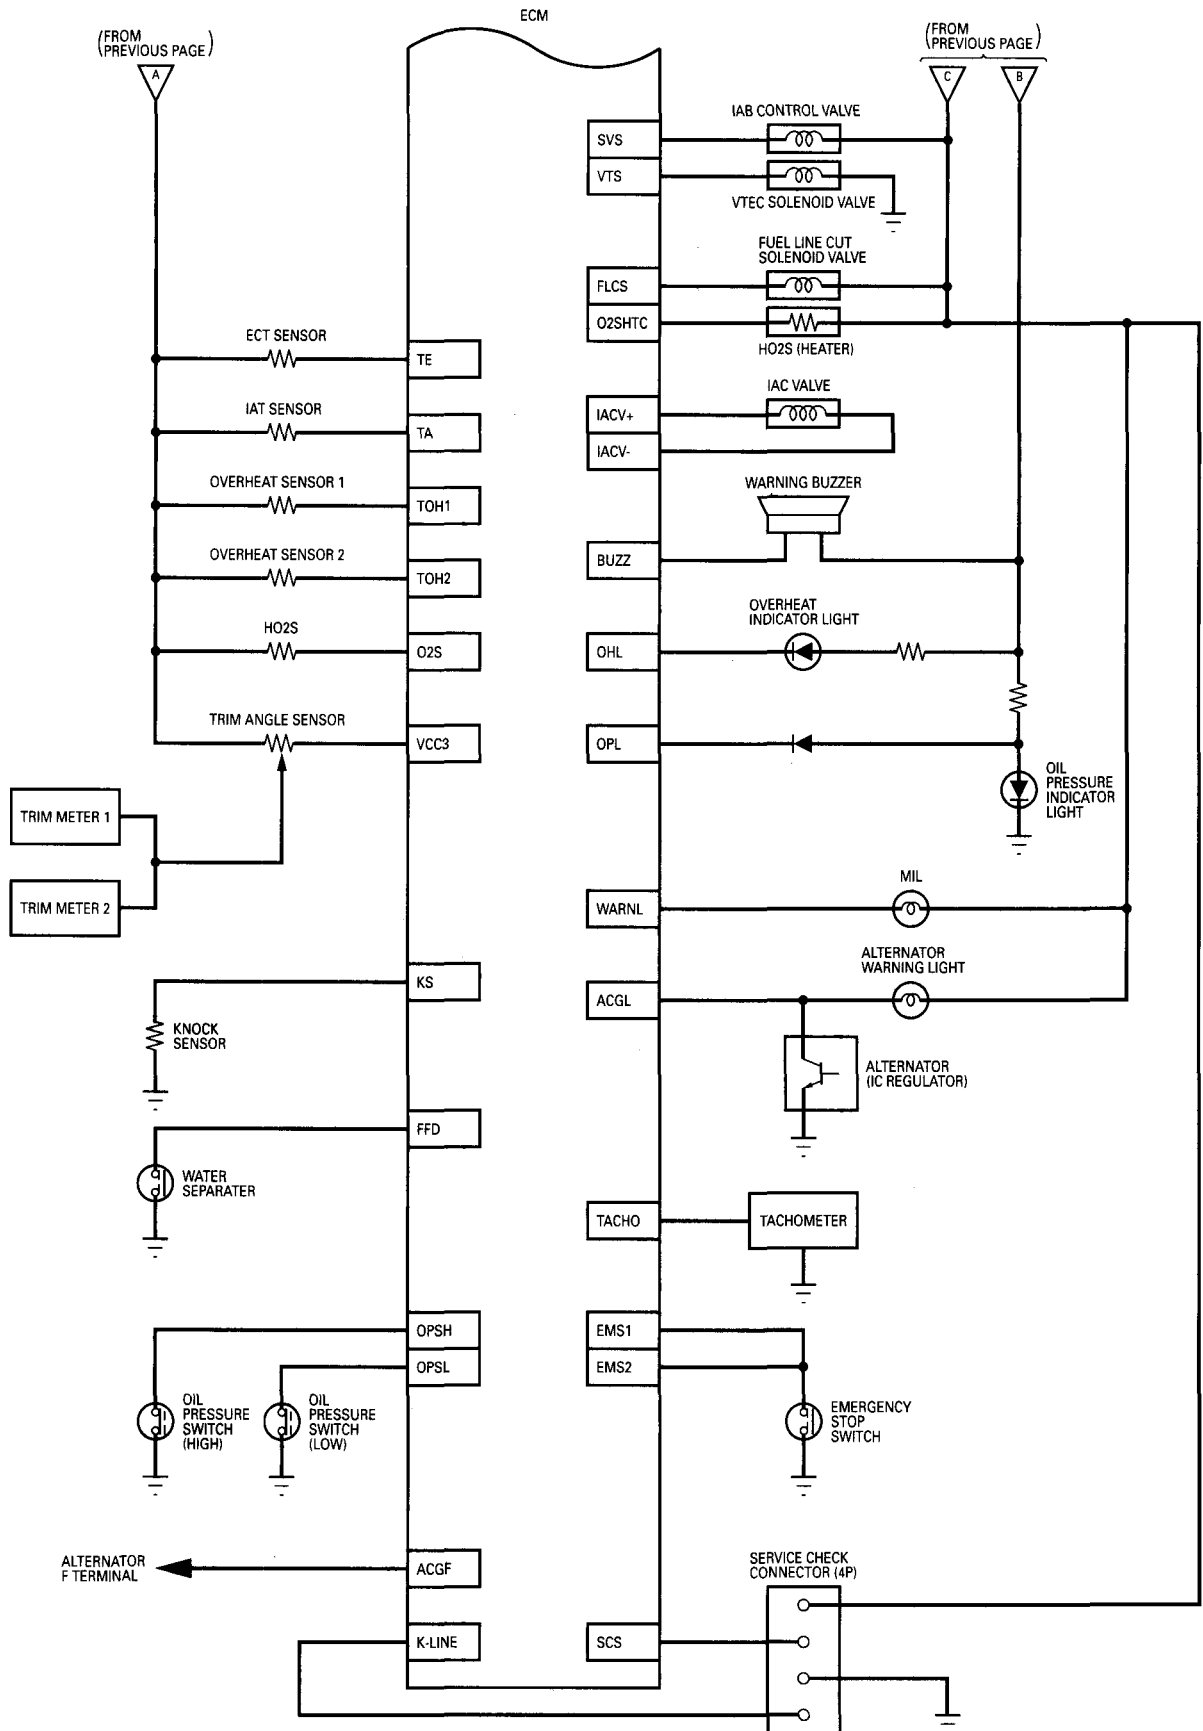 ECM
(FROM
PREVIOUS PAGE)
A
(FROM
PREVIOUS PAGE)
C
B
IAB CONTROL VALVE
SVS
VTS
VTEC SOLENOID VALVE
FUEL LINE CUT
SOLENOID VALVE
FLCS
O2SHTC
HO2S (HEATER)
ECT SENSOR
TE
IAC VALVE
IAT SENSOR
IACV+
TA
IACV-
OVERHEAT SENSOR 1
TOH1
WARNING BUZZER
OVERHEAT SENSOR 2
TOH2
BUZZ
OVERHEAT
INDICATOR LIGHT
HO2S
O2S
OHL
TRIM ANGLE SENSOR
VCC3
OPL
OIL
PRESSURE
INDICATOR
LIGHT
TRIM METER 1
TRIM METER 2
MIL
WARNL
ALTERNATOR
WARNING LIGHT
KS
ACGL
KNOCK
SENSOR
ALTERNATOR
(IC REGULATOR)
FFD
WATER
SEPARATER
TACHO
TACHOMETER
OPSH
OPSL
EMS1
EMS2
OIL
PRESSURE
SWITCH
(HIGH)
OIL
PRESSURE
SWITCH
(LOW)
EMERGENCY
STOP
SWITCH
ALTERNATOR
F TERMINAL
ACGF
SERVICE CHECK
CONNECTOR (4P)
K-LINE
SCS